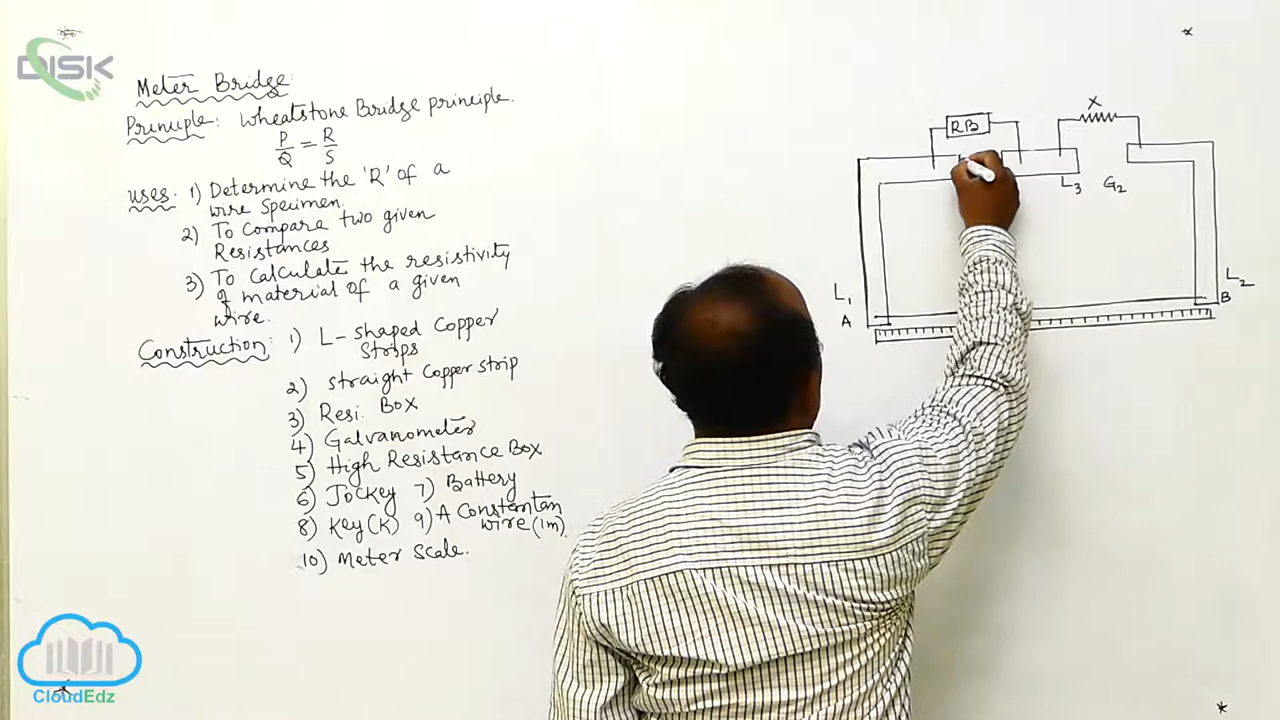 DISK
Meter Bridge
Principle: Wheatstone Bridge principle.
P/Q = R/S
uses. 1) Determine the 'R' of a
wire specimen.
2) To compare two given
Resistances
3) To calculate the resistivity
of material of a given
wire.
Construction: 1) L-shaped Copper
Strips
2) straight Copper strip
3) Resi. Box
4) Galvanometer
5) High Resistance Box
6) Jockey 7) Battery
8) Key(K) 9) A Constantan
wire (1m).
10) Meter Scale.
RB
X
L3 G2
L1
A
L2
B
CloudEdz